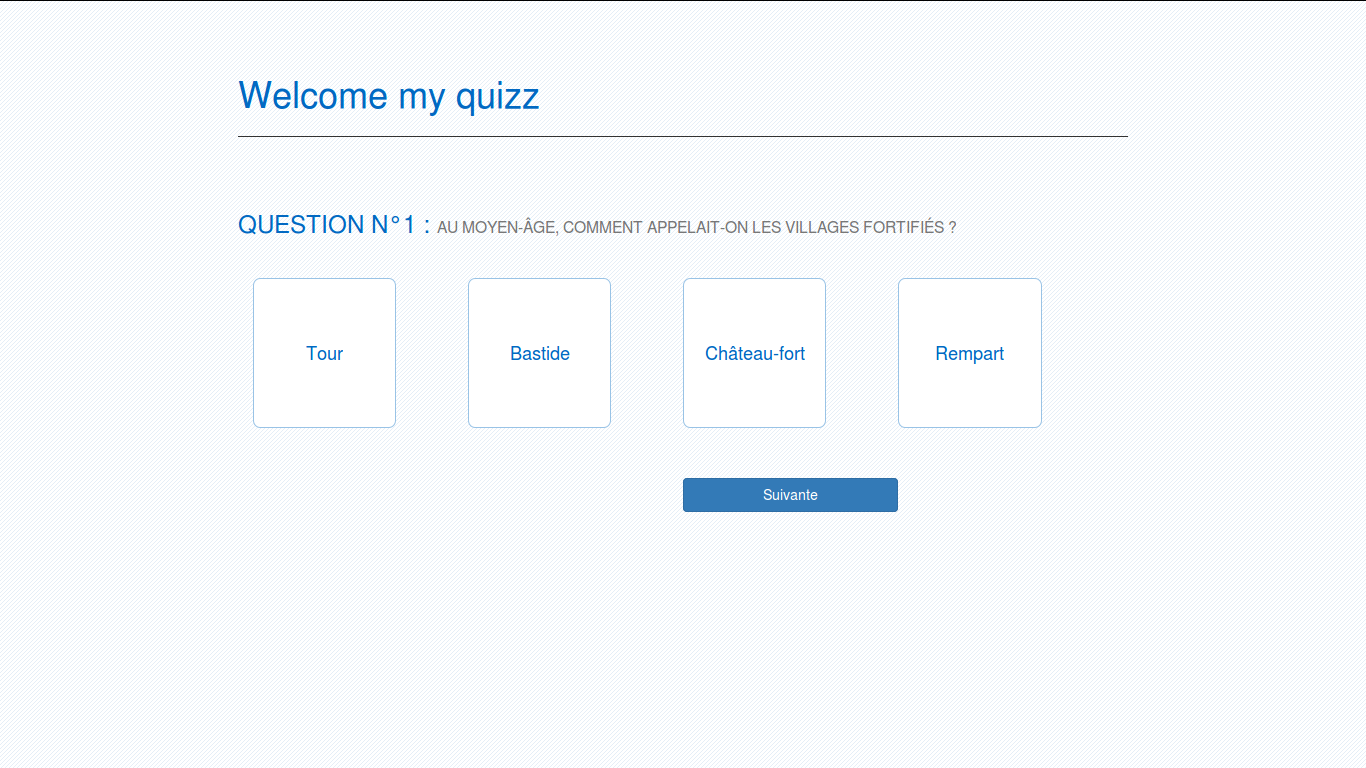 Welcome my quizz
QUESTION N°1 : AU MOYEN-ÂGE, COMMENT APPELAIT-ON LES VILLAGES FORTIFIÉS ?
Tour
Bastide
Château-fort
Rempart
Suivante